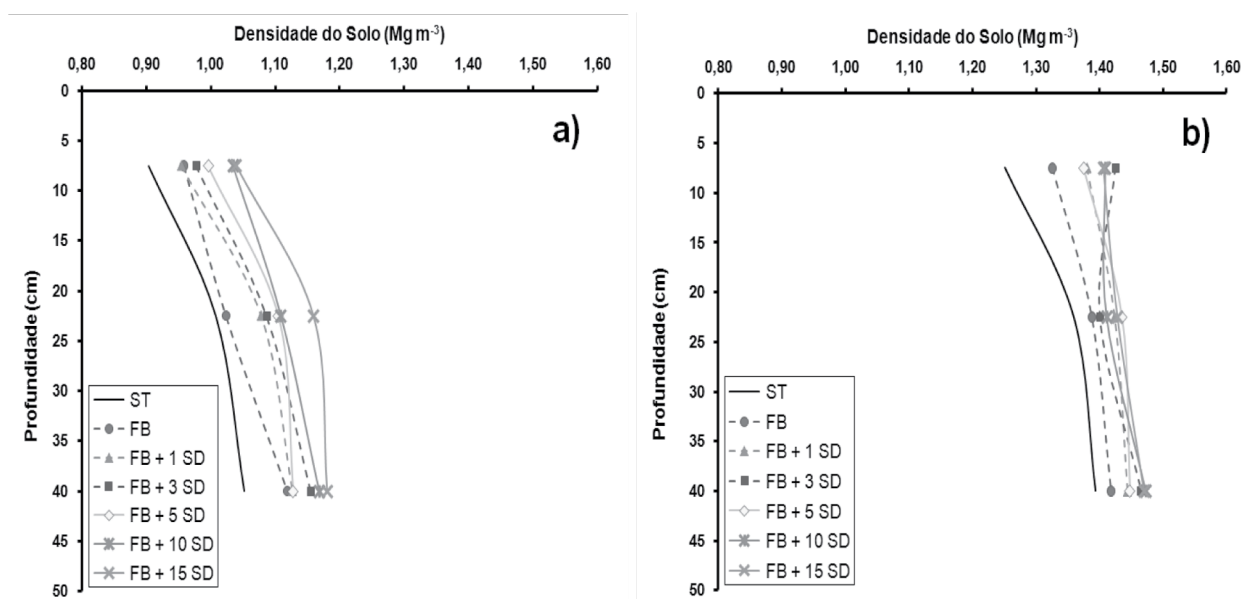 Densidade do Solo (Mg m-3)
0,80 0,90 1,00 1,10 1,20 1,30 1,40 1,50 1,60
0
5
10
15
20
25
30
35
40
45
50
Profundidade (cm)
a)
ST
FB
FB + 1 SD
FB + 3 SD
FB + 5 SD
FB + 10 SD
FB + 15 SD
Densidade do Solo (Mg m-3)
0,80 0,90 1,00 1,10 1,20 1,30 1,40 1,50 1,60
0
5
10
15
20
25
30
35
40
45
50
Profundidade (cm)
b)
ST
FB
FB + 1 SD
FB + 3 SD
FB + 5 SD
FB + 10 SD
FB + 15 SD